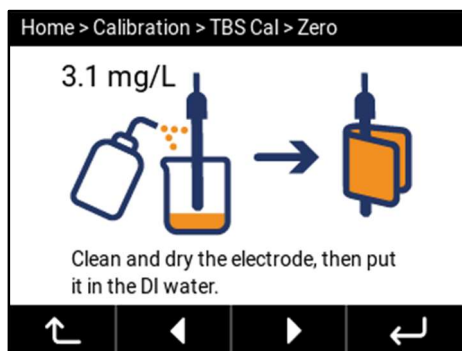 Home > Calibration > TBS Cal > Zero
3.1 mg/L
Clean and dry the electrode, then put
it in the DI water.